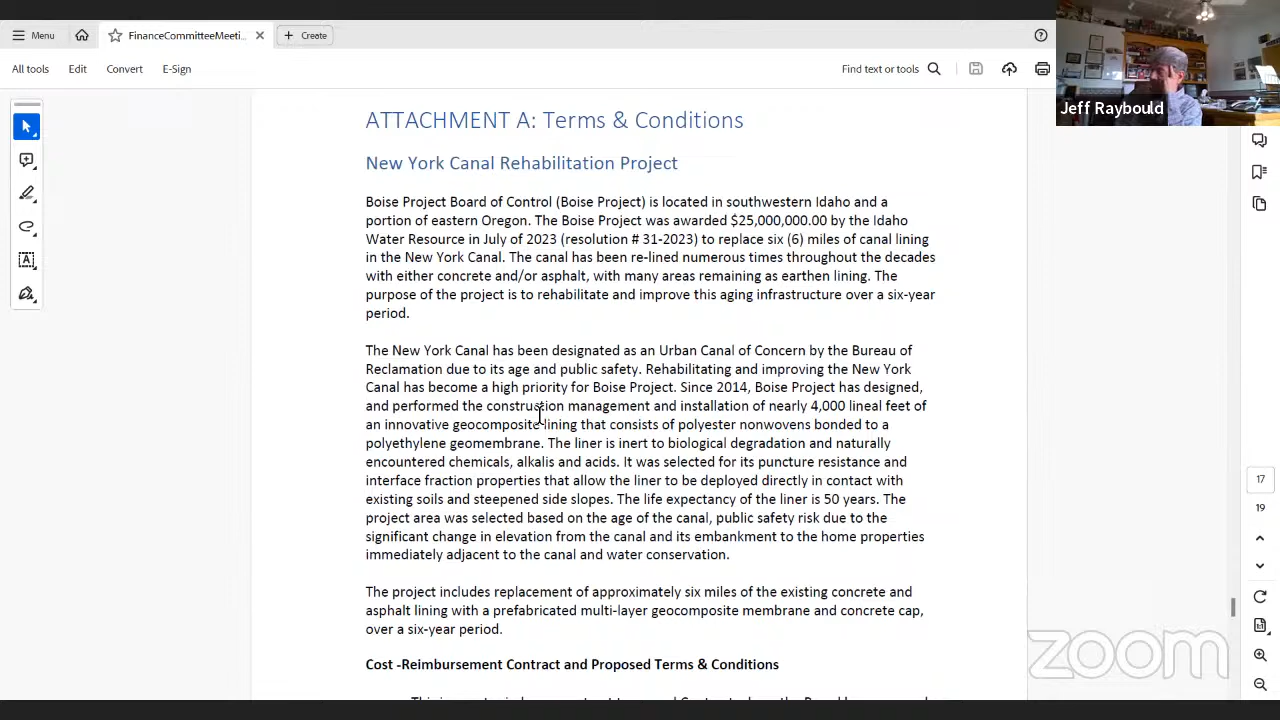 Menu
FinanceCommitteeMeeti...
Create
All tools
Edit
Convert
E-Sign
Find text or tools
Jeff Raybould
ATTACHMENT A: Terms & Conditions
New York Canal Rehabilitation Project
Boise Project Board of Control (Boise Project) is located in southwestern Idaho and a
portion of eastern Oregon. The Boise Project was awarded $25,000,000.00 by the Idaho
Water Resource in July of 2023 (resolution # 31-2023) to replace six (6) miles of canal lining
in the New York Canal. The canal has been re-lined numerous times throughout the decades
with either concrete and/or asphalt, with many areas remaining as earthen lining. The
purpose of the project is to rehabilitate and improve this aging infrastructure over a six-year
period.
The New York Canal has been designated as an Urban Canal of Concern by the Bureau of
Reclamation due to its age and public safety. Rehabilitating and improving the New York
Canal has become a high priority for Boise Project. Since 2014, Boise Project has designed,
and performed the construction management and installation of nearly 4,000 lineal feet of
an innovative geocomposite lining that consists of polyester nonwovens bonded to a
polyethylene geomembrane. The liner is inert to biological degradation and naturally
encountered chemicals, alkalis and acids. It was selected for its puncture resistance and
interface fraction properties that allow the liner to be deployed directly in contact with
existing soils and steepened side slopes. The life expectancy of the liner is 50 years. The
project area was selected based on the age of the canal, public safety risk due to the
significant change in elevation from the canal and its embankment to the home properties
immediately adjacent to the canal and water conservation.
The project includes replacement of approximately six miles of the existing concrete and
asphalt lining with a prefabricated multi-layer geocomposite membrane and concrete cap,
over a six-year period.
Cost -Reimbursement Contract and Proposed Terms & Conditions
17
19
zoom